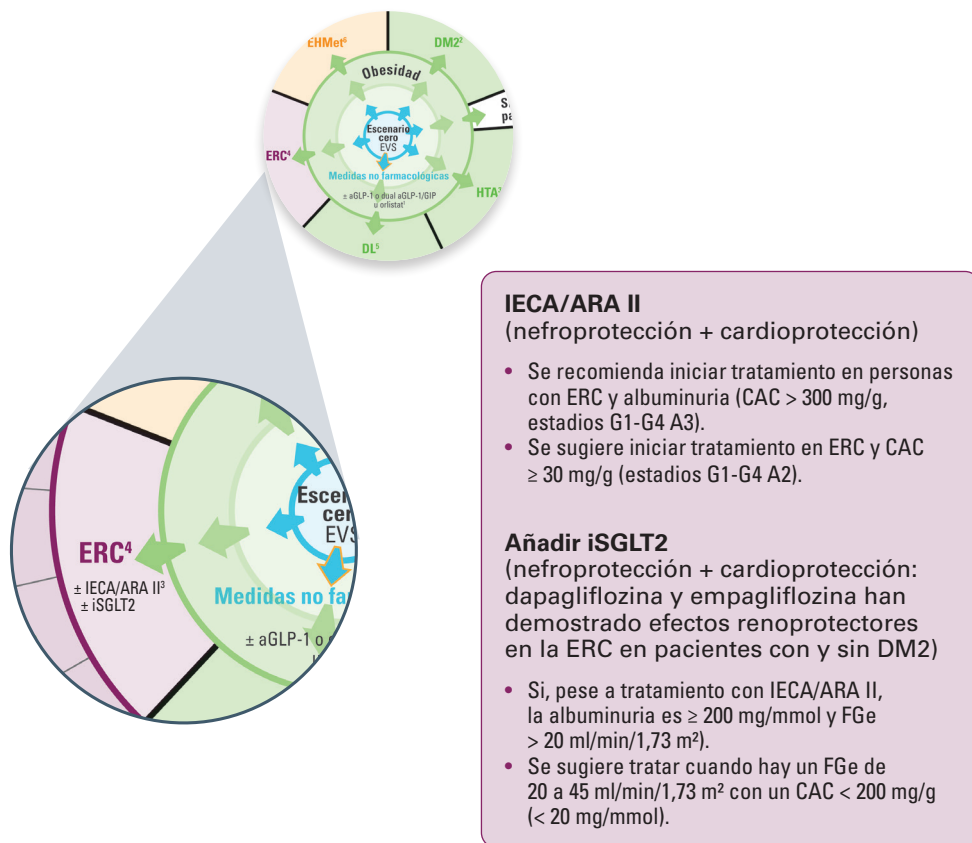 EHMet⁶
DM2²
Obesidad
Escenario
cero
EVS
ERC⁴
Medidas no farmacológicas
HTA³
± aGLP-1 o dual aGLP-1/GIP
u orlistat¹
DL⁵
IECA/ARA II
(nefroprotección + cardioprotección)
• Se recomienda iniciar tratamiento en personas
con ERC y albuminuria (CAC > 300 mg/g,
estadios G1-G4 A3).
• Se sugiere iniciar tratamiento en ERC y CAC
≥ 30 mg/g (estadios G1-G4 A2).
Añadir iSGLT2
(nefroprotección + cardioprotección:
dapagliflozina y empagliflozina han
demostrado efectos renoprotectores
en la ERC en pacientes con y sin DM2)
• Si, pese a tratamiento con IECA/ARA II,
la albuminuria es ≥ 200 mg/mmol y FGe
> 20 ml/min/1,73 m²).
• Se sugiere tratar cuando hay un FGe de
20 a 45 ml/min/1,73 m² con un CAC < 200 mg/g
(< 20 mg/mmol).
ERC⁴
± IECA/ARA II³
± iSGLT2
EVS
Medidas no
± aGLP-1 o